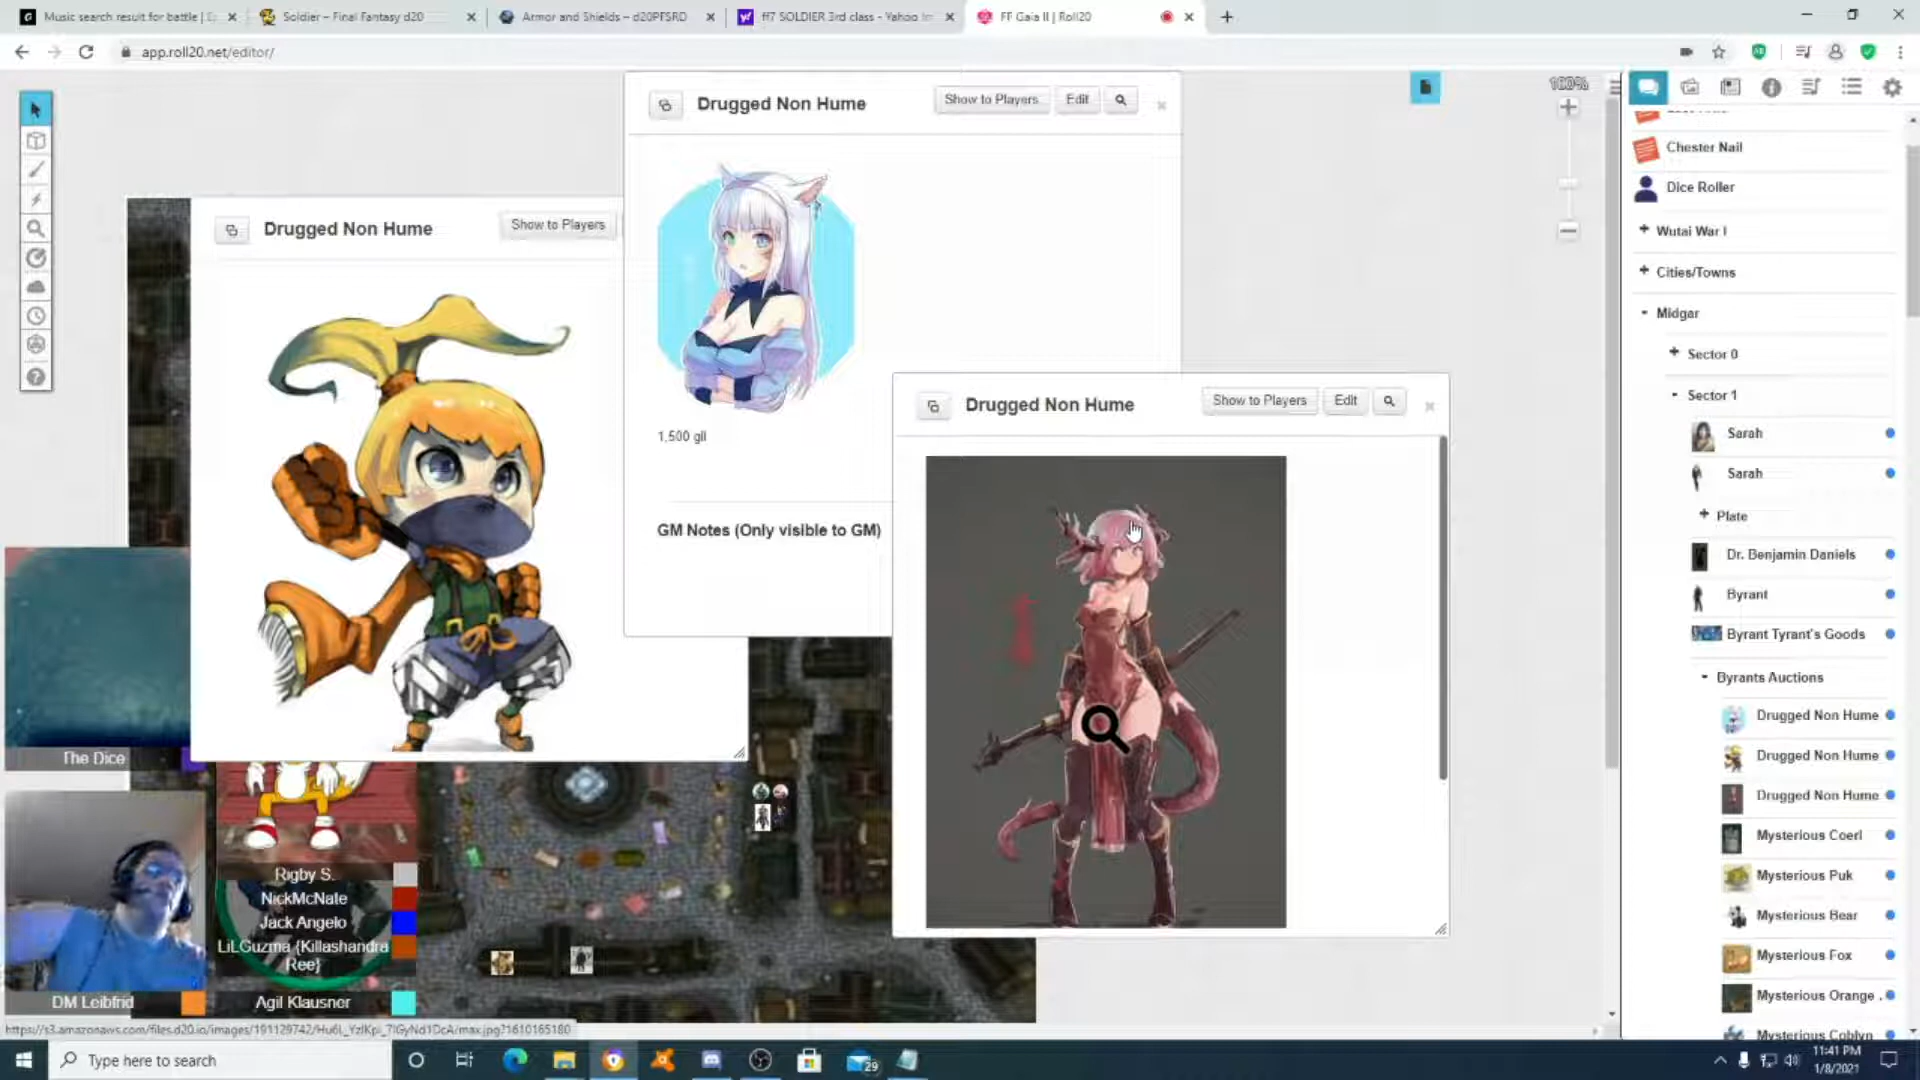 Music search result for battle | E
Soldier – Final Fantasy d20
Armor and Shields – d20PFSRD
ff7 SOLDIER 3rd class - Yahoo Im
FF Gaia II | Roll20
app.roll20.net/editor/
100%
Drugged Non Hume
Show to Players
Edit
1,500 gil
GM Notes (Only visible to GM)
Drugged Non Hume
Show to Players
Drugged Non Hume
Show to Players
Edit
Chester Nail
Dice Roller
Wutai War I
Cities/Towns
Midgar
Sector 0
Sector 1
Sarah
Sarah
Plate
Dr. Benjamin Daniels
Byrant
Byrant Tyrant's Goods
Byrants Auctions
Drugged Non Hume
Drugged Non Hume
Drugged Non Hume
Mysterious Coerl
Mysterious Puk
Mysterious Bear
Mysterious Fox
Mysterious Orange .
Mysterious Coblyn
The Dice
Rigby S.
NickMcNate
Jack Angelo
LiLGuzma {Killashandra
Ree}
DM Leibfrid
Agil Klausner
Type here to search
29
11:41 PM
1/8/2021